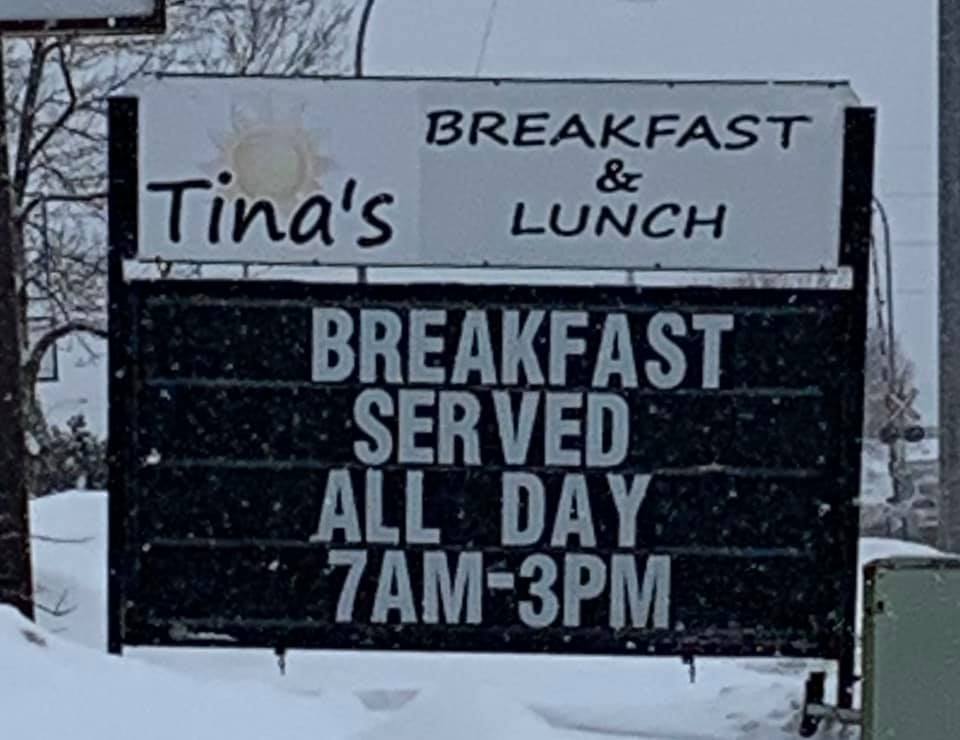 Tina's
BREAKFAST
&
LUNCH
BREAKFAST
SERVED
ALL DAY
7AM-3PM